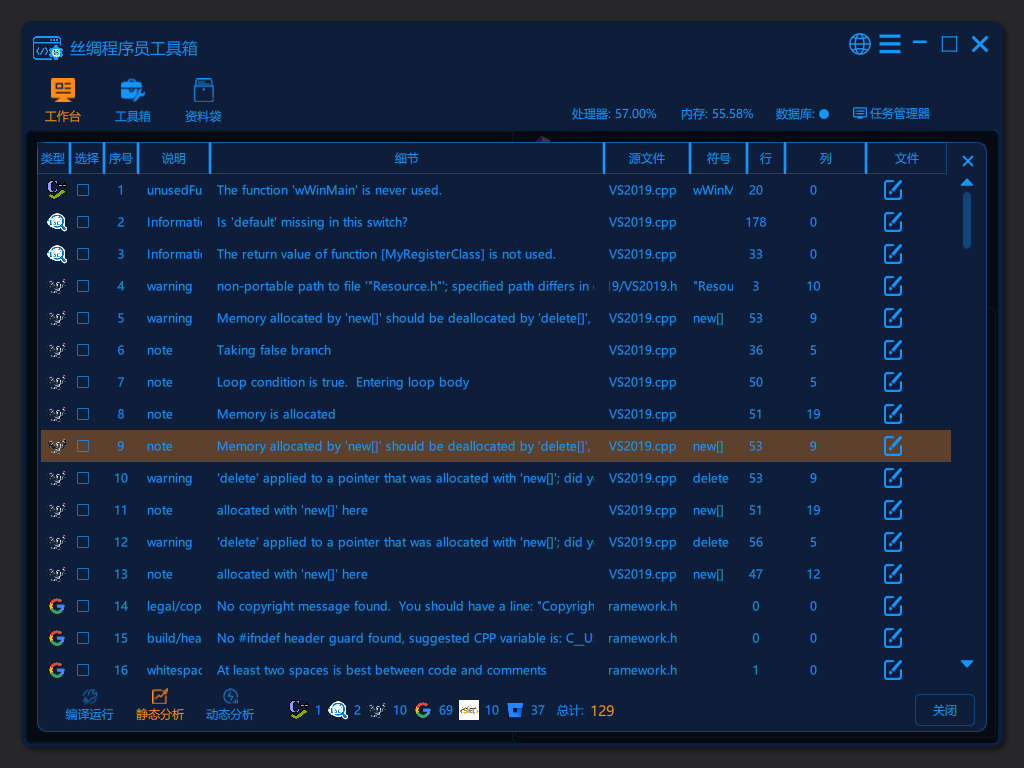 丝绸程序员工具箱
工作台 工具箱 资料袋 处理器: 57.00% 内存: 55.58% 数据库: 任务管理器
类型 选择 序号 说明 细节 源文件 符号 行 列 文件
1 unusedFu The function 'wWinMain' is never used. VS2019.cpp wWinM 20 0
2 Informati Is 'default' missing in this switch? VS2019.cpp 178 0
3 Informati The return value of function [MyRegisterClass] is not used. VS2019.cpp 33 0
4 warning non-portable path to file '"Resource.h"'; specified path differs in 9/VS2019.h "Resou 3 10
5 warning Memory allocated by 'new[]' should be deallocated by 'delete[]', VS2019.cpp new[] 53 9
6 note Taking false branch VS2019.cpp 36 5
7 note Loop condition is true.  Entering loop body VS2019.cpp 50 5
8 note Memory is allocated VS2019.cpp 51 19
9 note Memory allocated by 'new[]' should be deallocated by 'delete[]', VS2019.cpp new[] 53 9
10 warning 'delete' applied to a pointer that was allocated with 'new[]'; did y VS2019.cpp delete 53 9
11 note allocated with 'new[]' here VS2019.cpp new[] 51 19
12 warning 'delete' applied to a pointer that was allocated with 'new[]'; did y VS2019.cpp delete 56 5
13 note allocated with 'new[]' here VS2019.cpp new[] 47 12
14 legal/cop No copyright message found.  You should have a line: "Copyrigh ramework.h 0 0
15 build/hea No #ifndef header guard found, suggested CPP variable is: C__U ramework.h 0 0
16 whitespac At least two spaces is best between code and comments ramework.h 1 0
编译运行 静态分析 动态分析 1 2 10 69 10 37 总计: 129 关闭